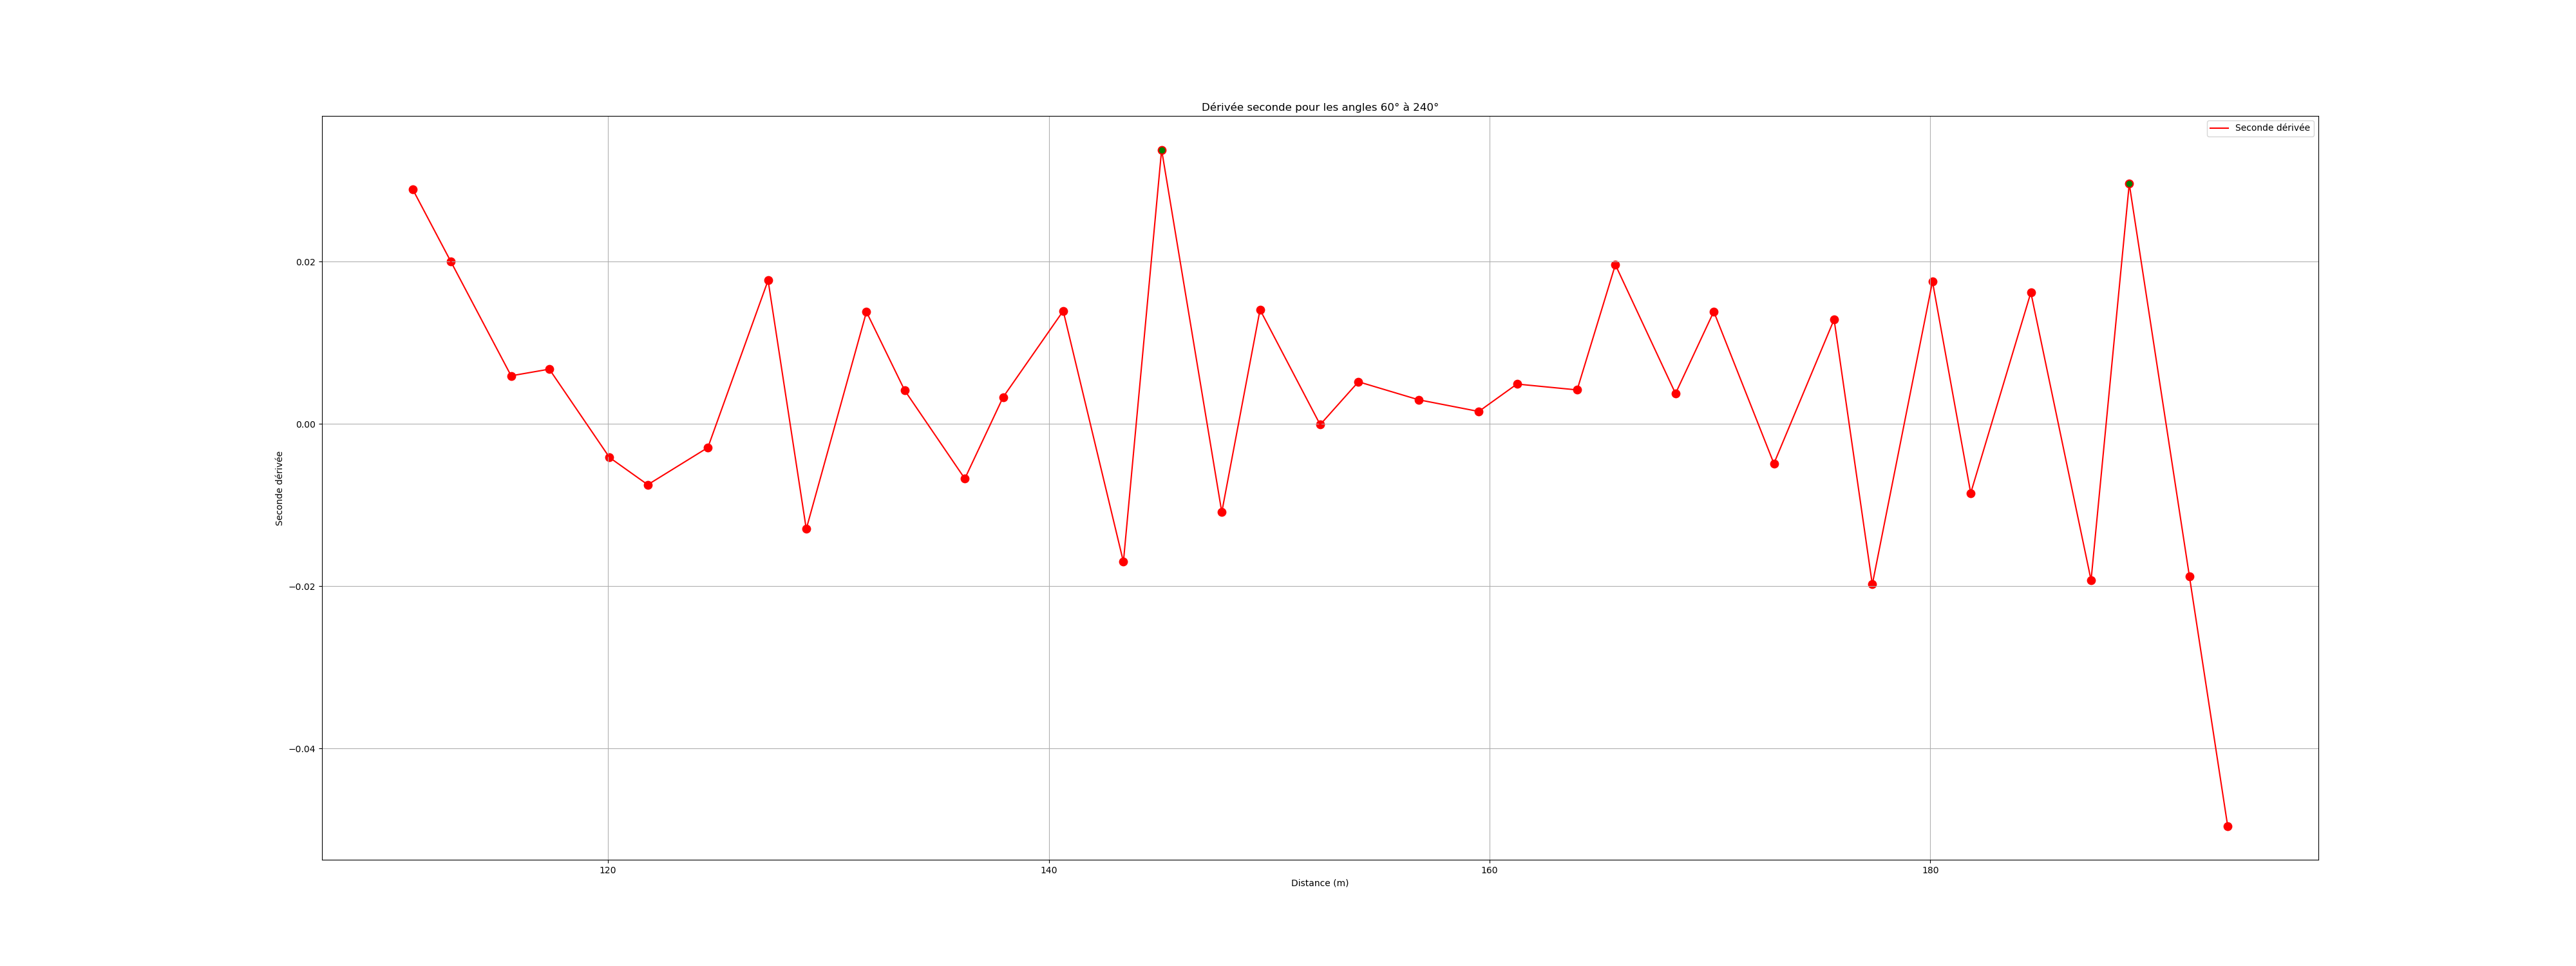 Dérivée seconde pour les angles 60° à 240°
Seconde dérivée
0.02
0.00
−0.02
−0.04
Seconde dérivée
120
140
160
180
Distance (m)